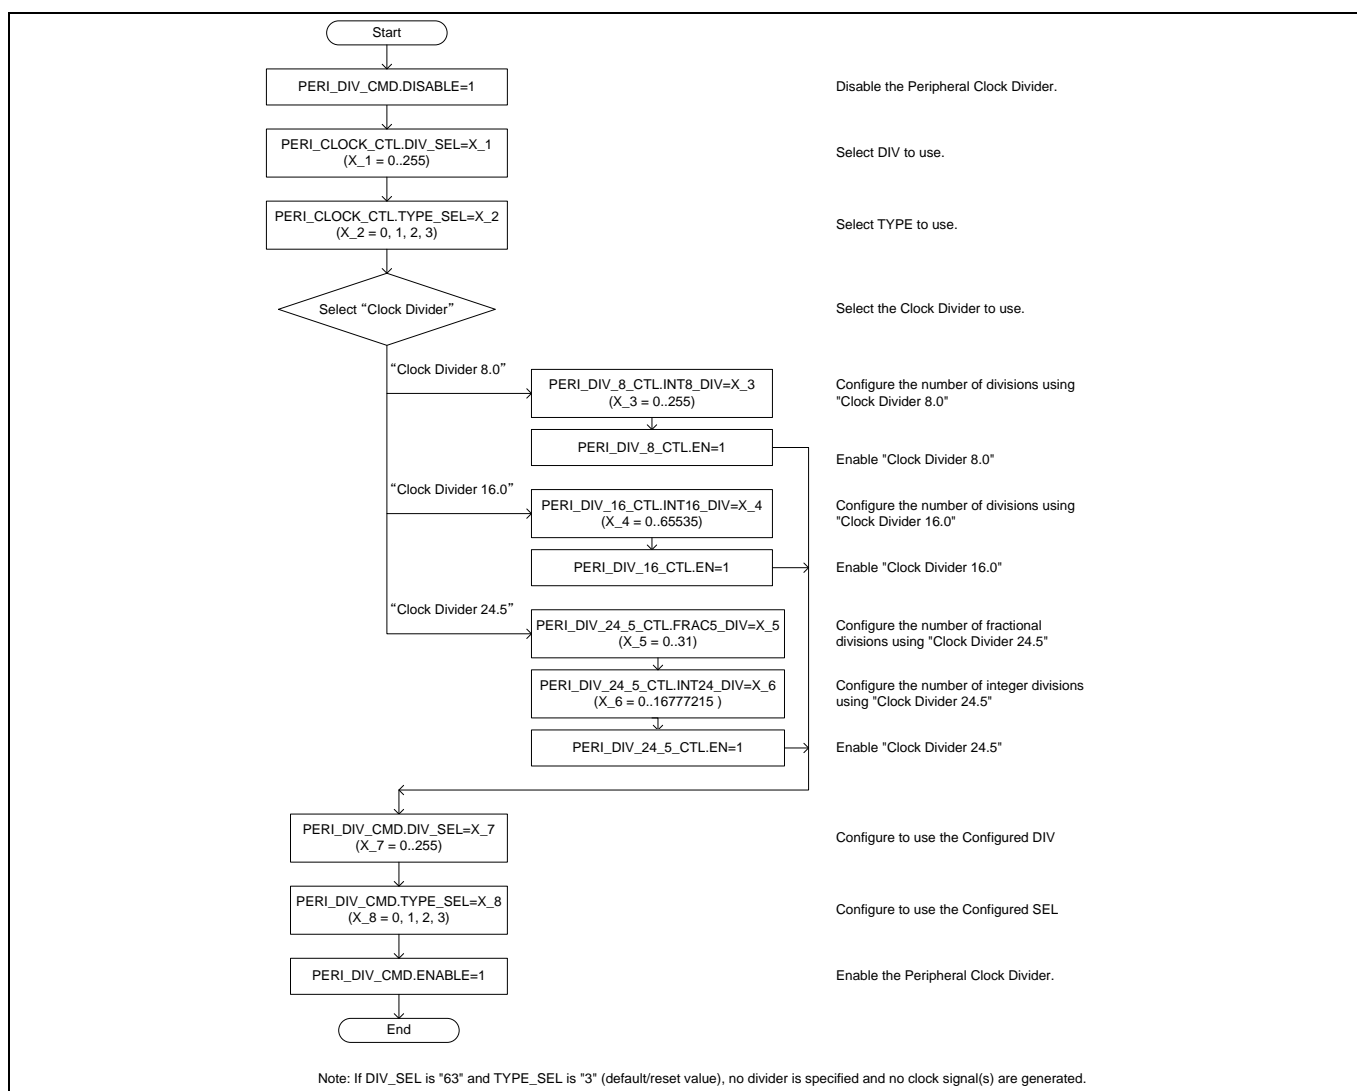 Start
PERI_DIV_CMD.DISABLE=1
Disable the Peripheral Clock Divider.
PERI_CLOCK_CTL.DIV_SEL=X_1
(X_1 = 0..255)
Select DIV to use.
PERI_CLOCK_CTL.TYPE_SEL=X_2
(X_2 = 0, 1, 2, 3)
Select TYPE to use.
Select “Clock Divider”
Select the Clock Divider to use.
“Clock Divider 8.0”
PERI_DIV_8_CTL.INT8_DIV=X_3
(X_3 = 0..255)
Configure the number of divisions using
"Clock Divider 8.0"
PERI_DIV_8_CTL.EN=1
Enable "Clock Divider 8.0"
“Clock Divider 16.0”
PERI_DIV_16_CTL.INT16_DIV=X_4
(X_4 = 0..65535)
Configure the number of divisions using
"Clock Divider 16.0"
PERI_DIV_16_CTL.EN=1
Enable "Clock Divider 16.0"
“Clock Divider 24.5”
PERI_DIV_24_5_CTL.FRAC5_DIV=X_5
(X_5 = 0..31)
Configure the number of fractional
divisions using "Clock Divider 24.5"
PERI_DIV_24_5_CTL.INT24_DIV=X_6
(X_6 = 0..16777215 )
Configure the number of integer divisions
using "Clock Divider 24.5"
PERI_DIV_24_5_CTL.EN=1
Enable "Clock Divider 24.5"
PERI_DIV_CMD.DIV_SEL=X_7
(X_7 = 0..255)
Configure to use the Configured DIV
PERI_DIV_CMD.TYPE_SEL=X_8
(X_8 = 0, 1, 2, 3)
Configure to use the Configured SEL
PERI_DIV_CMD.ENABLE=1
Enable the Peripheral Clock Divider.
End
Note: If DIV_SEL is "63" and TYPE_SEL is "3" (default/reset value), no divider is specified and no clock signal(s) are generated.